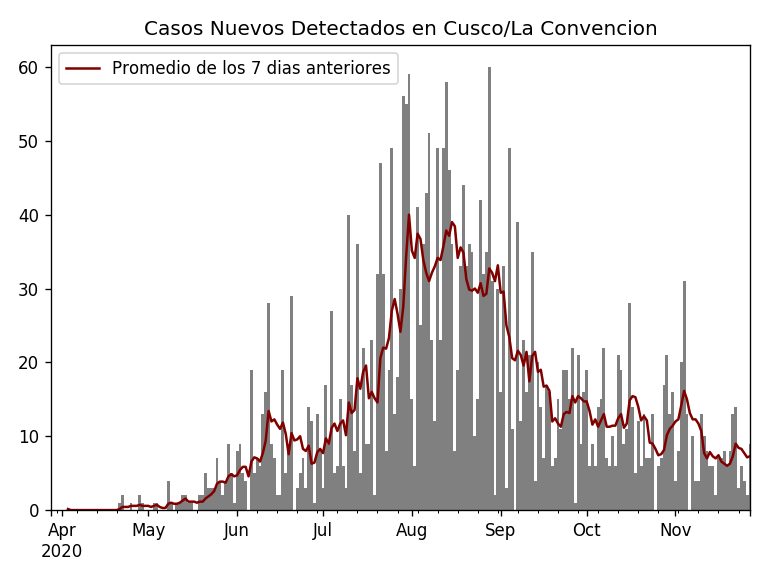 Casos Nuevos Detectados en Cusco/La Convencion
Promedio de los 7 dias anteriores
60
50
40
30
20
10
0
Apr May Jun Jul Aug Sep Oct Nov
2020